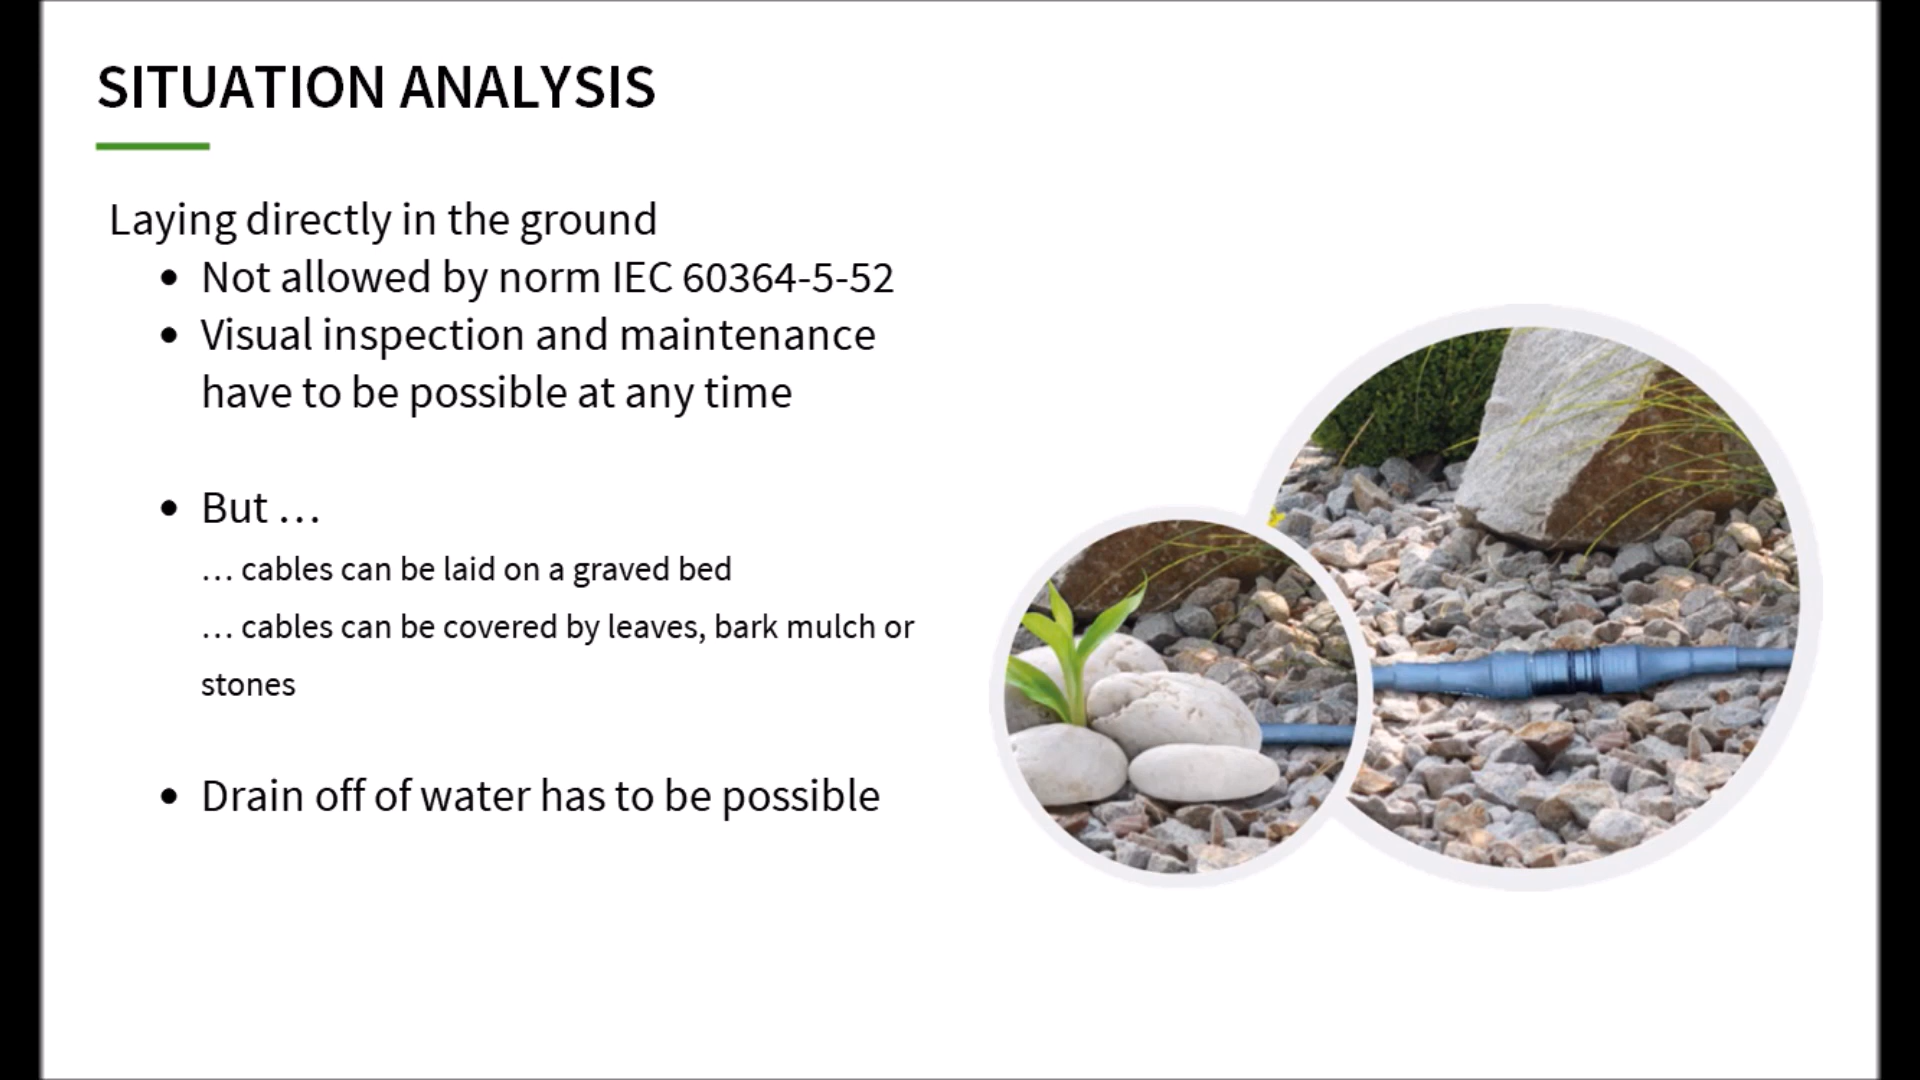 SITUATION ANALYSIS
Laying directly in the ground
• Not allowed by norm IEC 60364-5-52
• Visual inspection and maintenance
have to be possible at any time
• But …
… cables can be laid on a graved bed
… cables can be covered by leaves, bark mulch or
stones
• Drain off of water has to be possible